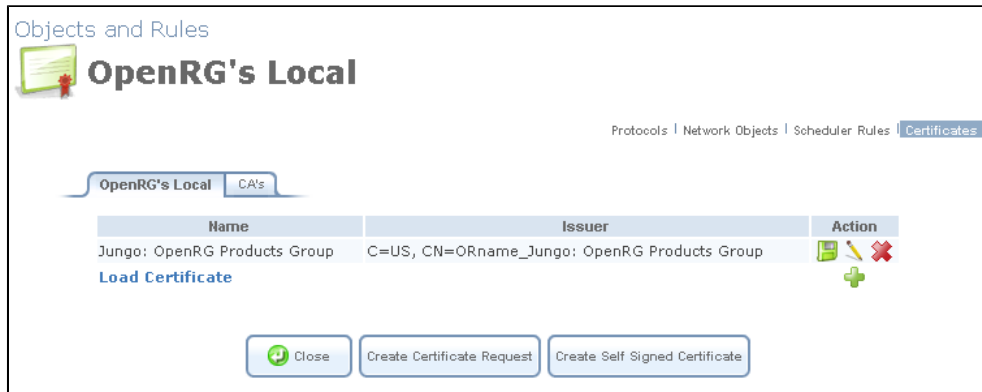 Objects and Rules
OpenRG's Local
Protocols | Network Objects | Scheduler Rules | Certificates
OpenRG's Local CA's
Name Issuer Action
Jungo: OpenRG Products Group C=US, CN=ORname_Jungo: OpenRG Products Group
Load Certificate
Close Create Certificate Request Create Self Signed Certificate